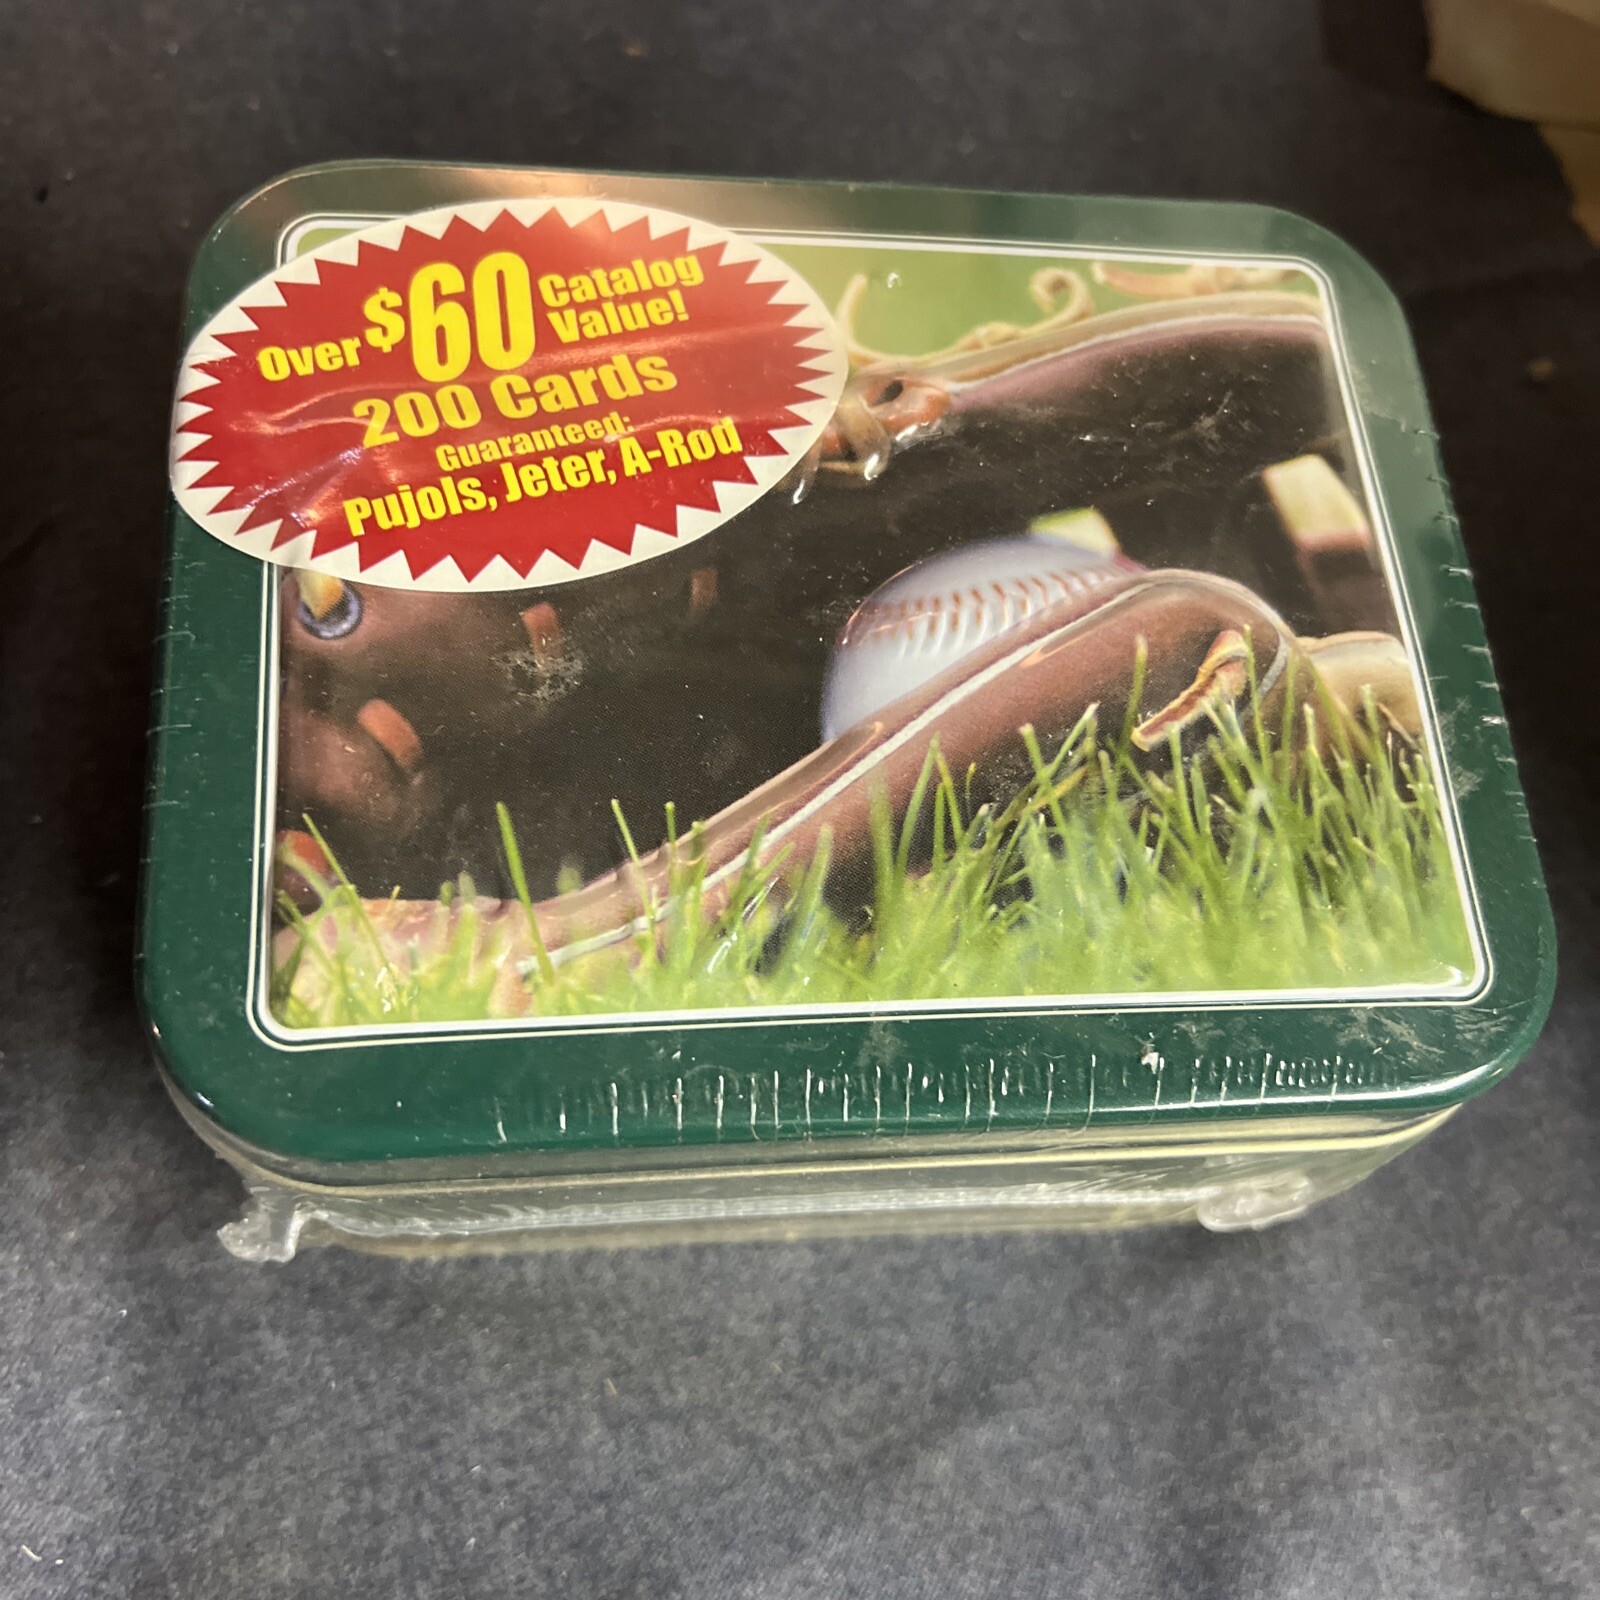 Over $60 Catalog Value!
200 Cards
Guaranteed:
Pujols, Jeter, A-Rod